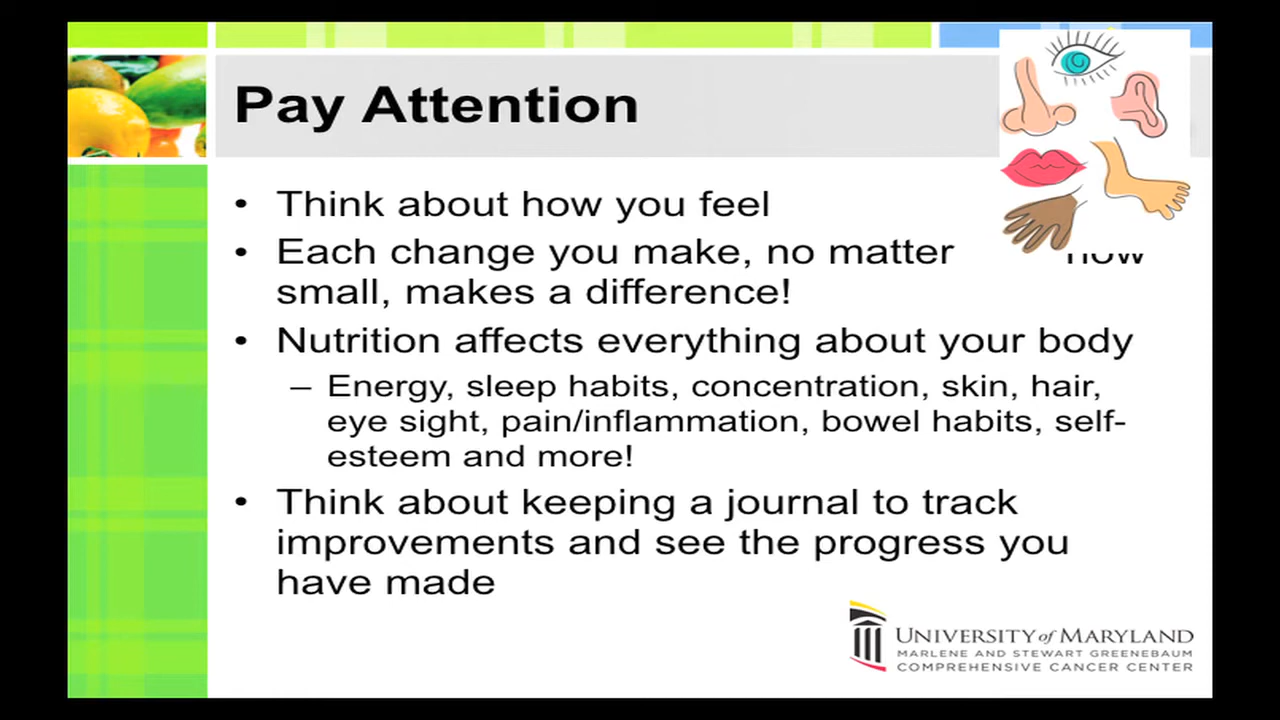 Pay Attention
• Think about how you feel
• Each change you make, no matter how
small, makes a difference!
• Nutrition affects everything about your body
– Energy, sleep habits, concentration, skin, hair,
eye sight, pain/inflammation, bowel habits, self-
esteem and more!
• Think about keeping a journal to track
improvements and see the progress you
have made
UNIVERSITY of MARYLAND
MARLENE AND STEWART GREENEBAUM
COMPREHENSIVE CANCER CENTER